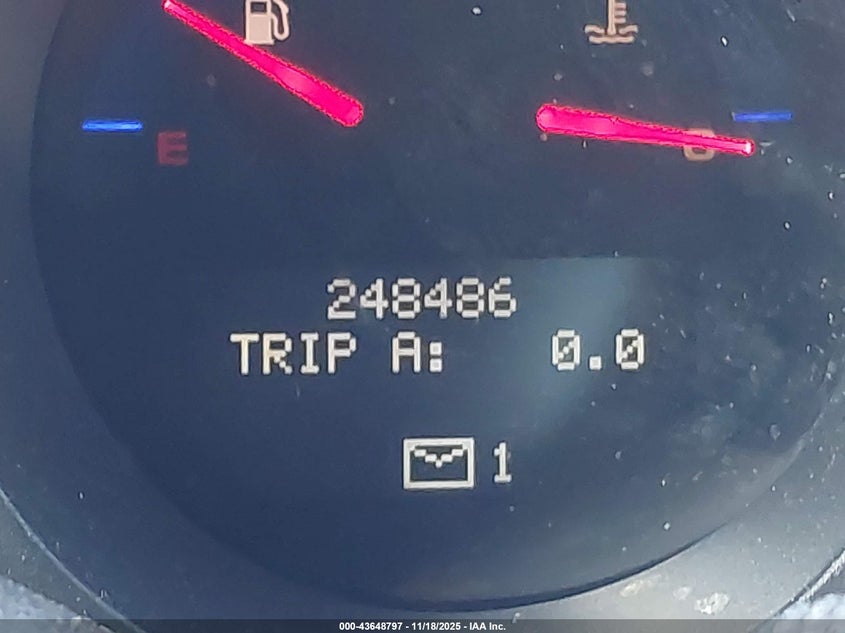 E
C
248486
TRIP A: 0.0
1
000-43648797 - 11/18/2025 - IAA Inc.